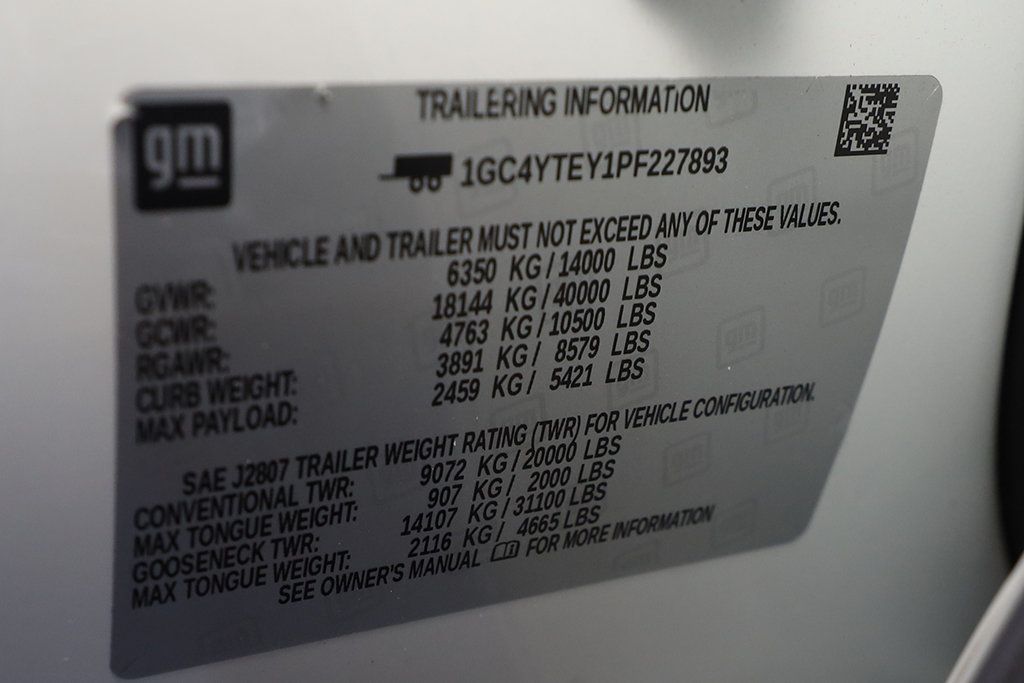 gm
TRAILERING INFORMATION
1GC4YTEY1PF227893
VEHICLE AND TRAILER MUST NOT EXCEED ANY OF THESE VALUES.
GVWR: 6350 KG / 14000 LBS
GCWR: 18144 KG / 40000 LBS
RGAWR: 4763 KG / 10500 LBS
CURB WEIGHT: 3891 KG / 8579 LBS
MAX PAYLOAD: 2459 KG / 5421 LBS
SAE J2807 TRAILER WEIGHT RATING (TWR) FOR VEHICLE CONFIGURATION.
CONVENTIONAL TWR: 9072 KG / 20000 LBS
MAX TONGUE WEIGHT: 907 KG / 2000 LBS
GOOSENECK TWR: 14107 KG / 31100 LBS
MAX TONGUE WEIGHT: 2116 KG / 4665 LBS
SEE OWNER'S MANUAL FOR MORE INFORMATION